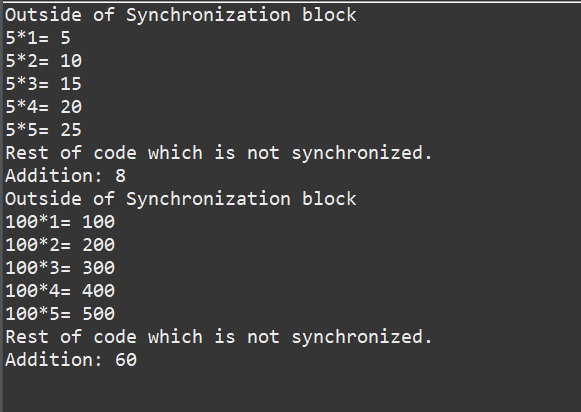 Outside of Synchronization block
5*1= 5
5*2= 10
5*3= 15
5*4= 20
5*5= 25
Rest of code which is not synchronized.
Addition: 8
Outside of Synchronization block
100*1= 100
100*2= 200
100*3= 300
100*4= 400
100*5= 500
Rest of code which is not synchronized.
Addition: 60